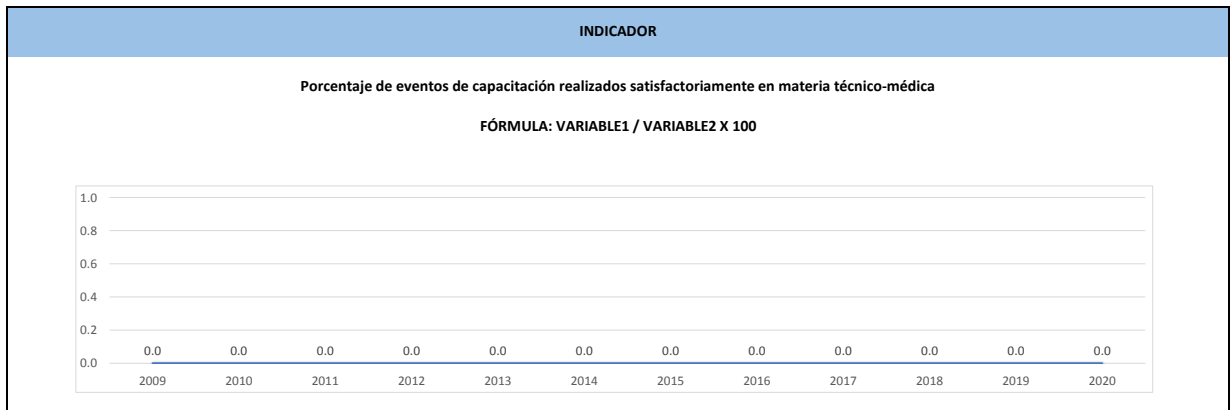 INDICADOR
Porcentaje de eventos de capacitación realizados satisfactoriamente en materia técnico-médica
FÓRMULA: VARIABLE1 / VARIABLE2 X 100
1.0
0.8
0.6
0.4
0.2
0.0
0.0 0.0 0.0 0.0 0.0 0.0 0.0 0.0 0.0 0.0 0.0 0.0
2009 2010 2011 2012 2013 2014 2015 2016 2017 2018 2019 2020